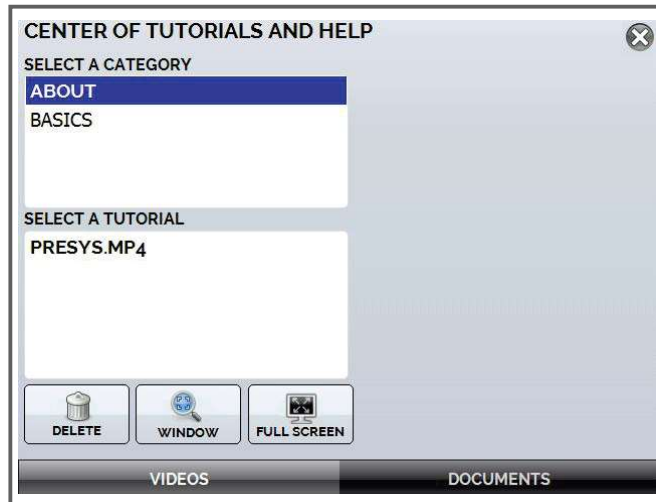 CENTER OF TUTORIALS AND HELP
SELECT A CATEGORY
ABOUT
BASICS
SELECT A TUTORIAL
PRESYS.MP4
DELETE
WINDOW
FULL SCREEN
VIDEOS
DOCUMENTS